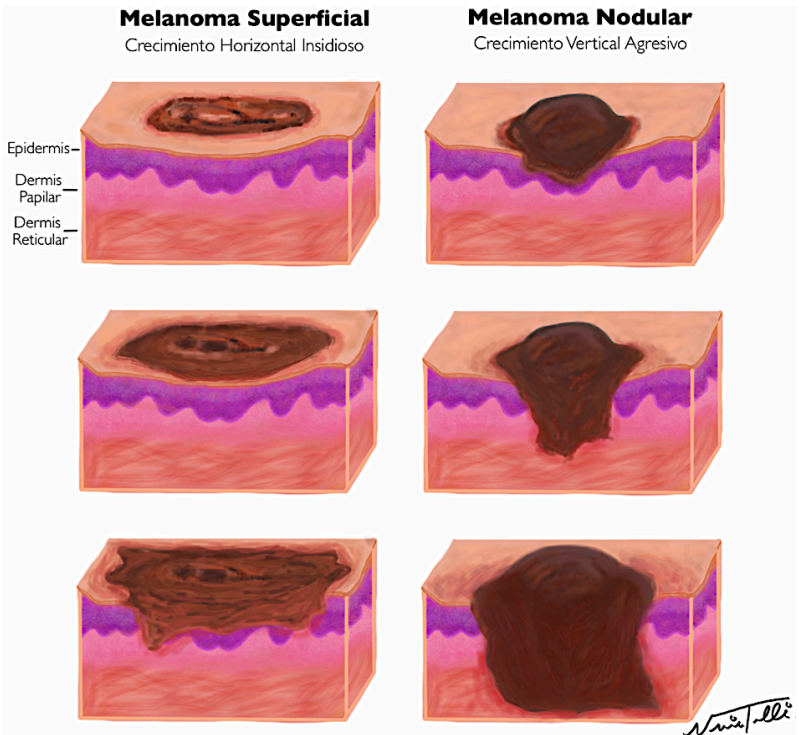 Melanoma Superficial
Crecimiento Horizontal Insidioso
Melanoma Nodular
Crecimiento Vertical Agresivo
Epidermis
Dermis
Papilar
Dermis
Reticular